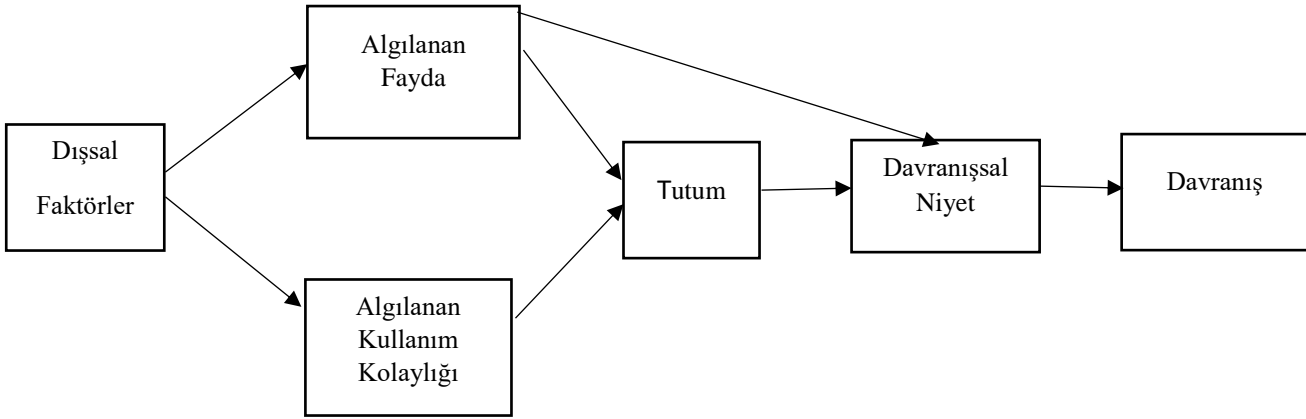 Algılanan
Fayda
Dışsal
Faktörler
Tutum
Davranışsal
Niyet
Davranış
Algılanan
Kullanım
Kolaylığı